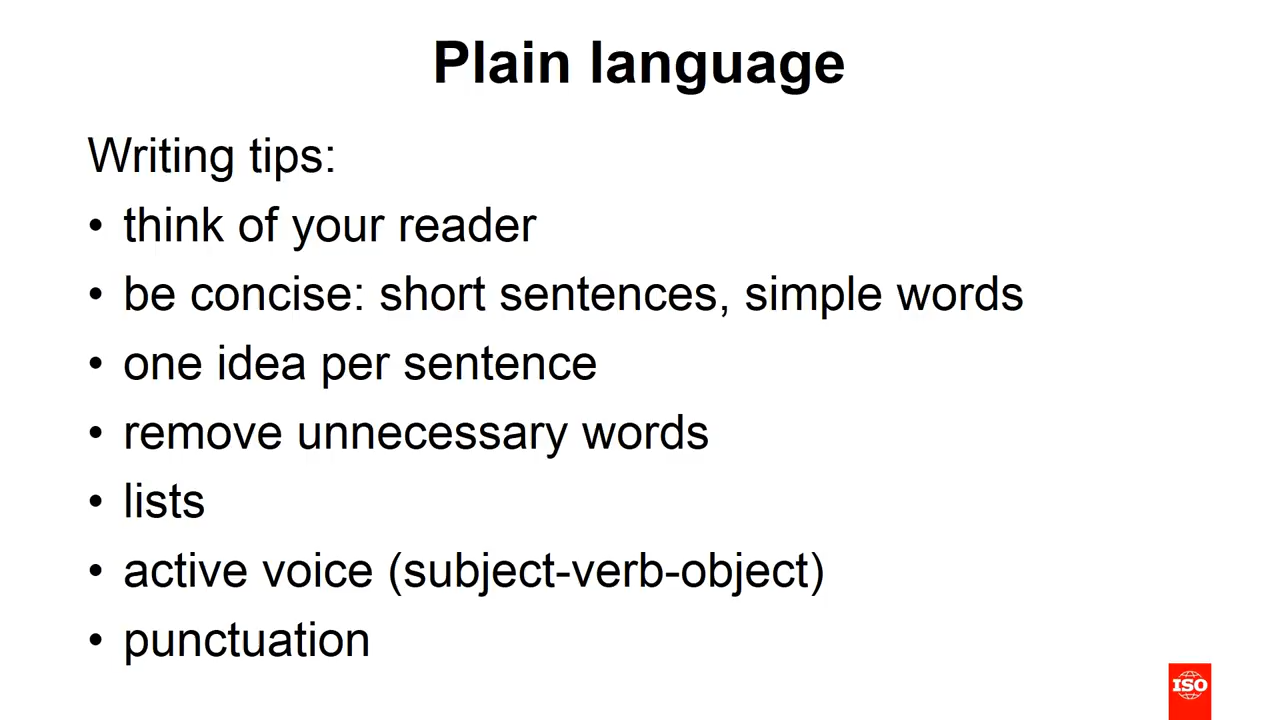 Plain language
Writing tips:
• think of your reader
• be concise: short sentences, simple words
• one idea per sentence
• remove unnecessary words
• lists
• active voice (subject-verb-object)
• punctuation
ISO